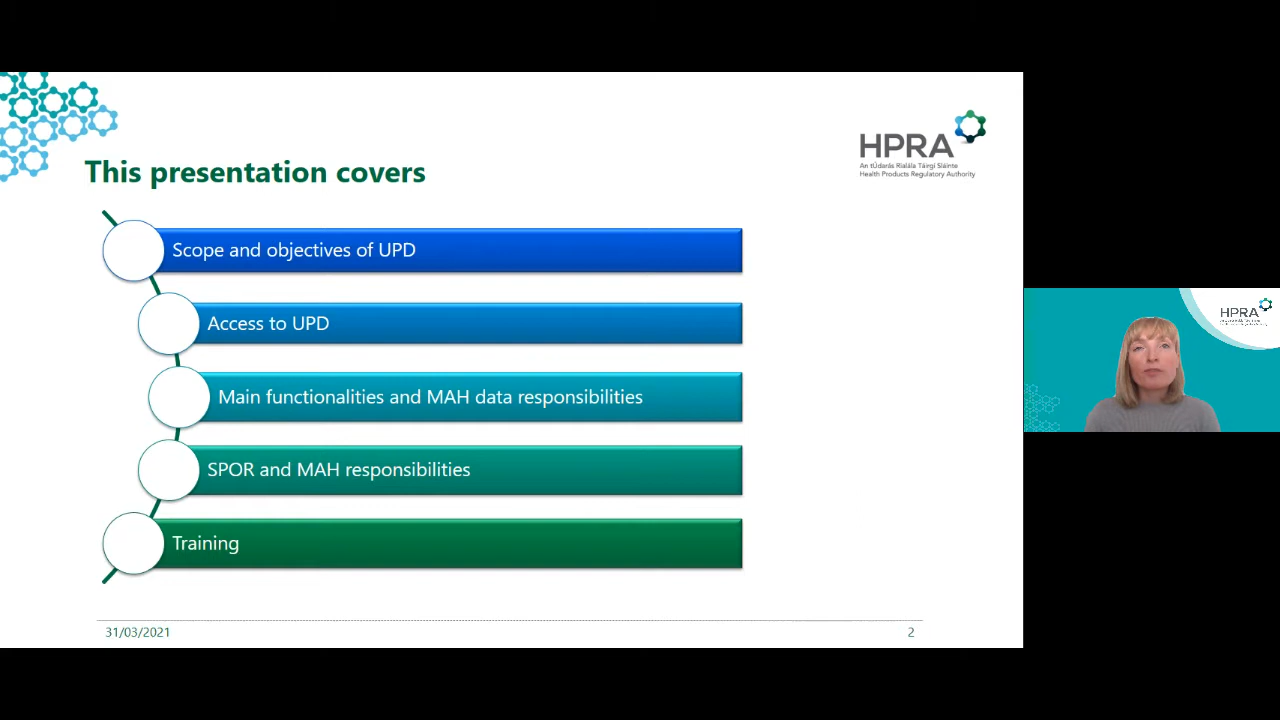 HPRA
An tÚdarás Rialála Táirgí Sláinte
Health Products Regulatory Authority
This presentation covers
Scope and objectives of UPD
Access to UPD
Main functionalities and MAH data responsibilities
SPOR and MAH responsibilities
Training
31/03/2021
2
HPRA